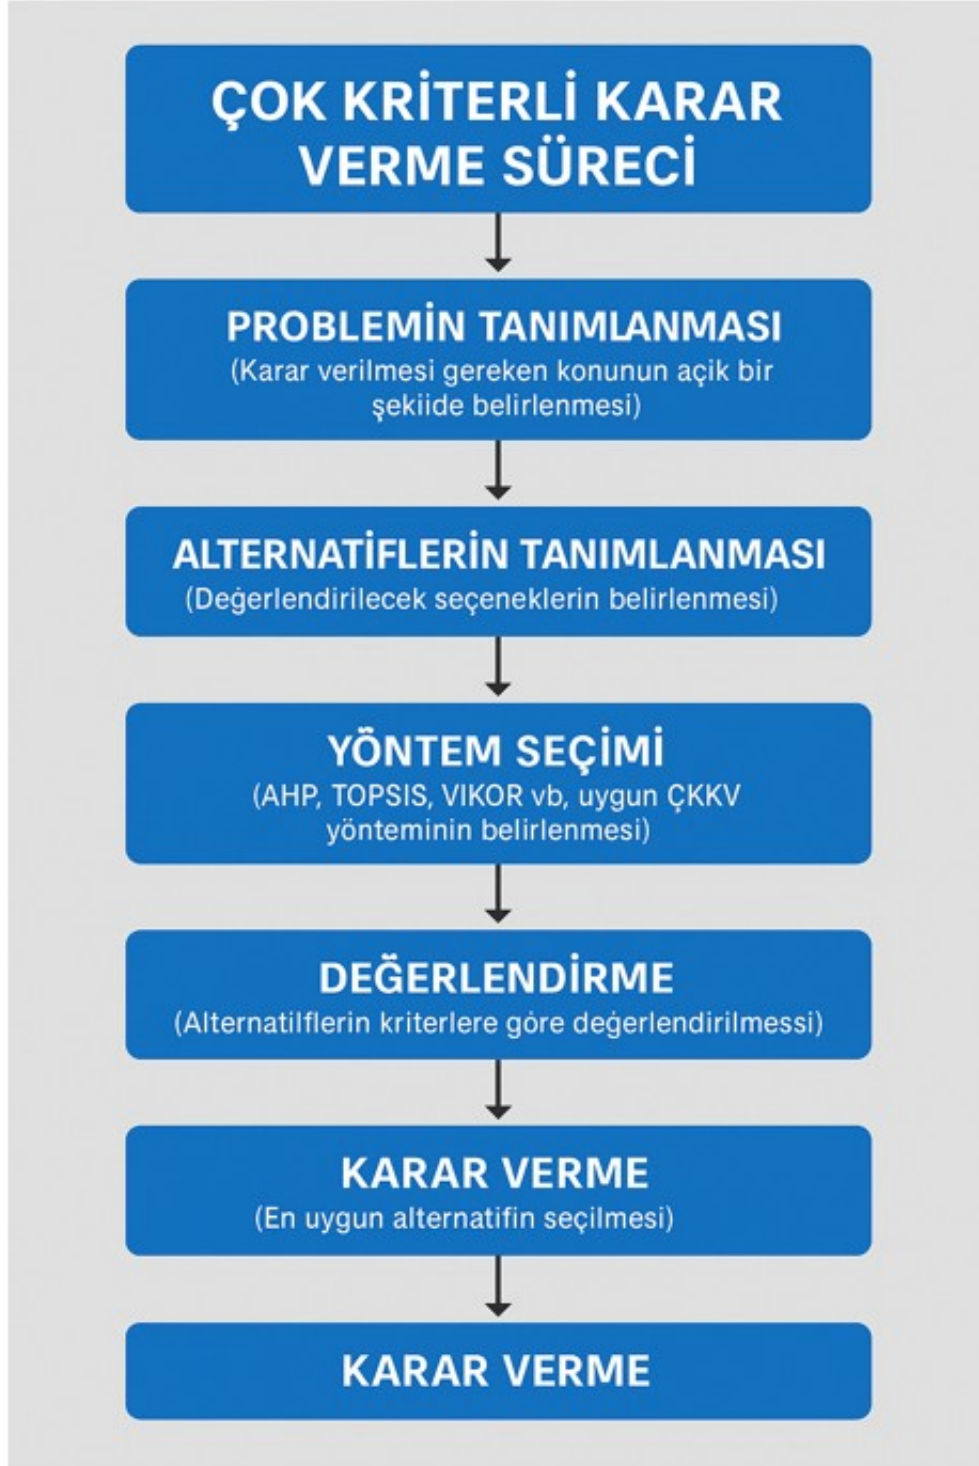 ÇOK KRİTERLİ KARAR
VERME SÜRECİ
PROBLEMİN TANIMLANMASI
(Karar verilmesi gereken konunun açik bir
şekiide belirlenmesi)
ALTERNATİFLERİN TANIMLANMASI
(Deġerlendirilecek seçeneklerin belirlenmesi)
YÖNTEM SEÇİMİ
(AHP, TOPSIS, VIKOR vb, uygun ÇKKV
yönteminin belirlenmesi)
DEĞERLENDİRME
(Alternatilflerin kriterlere göre değerlendirilmessi)
KARAR VERME
(En uygun alternatifin seçilmesi)
KARAR VERME